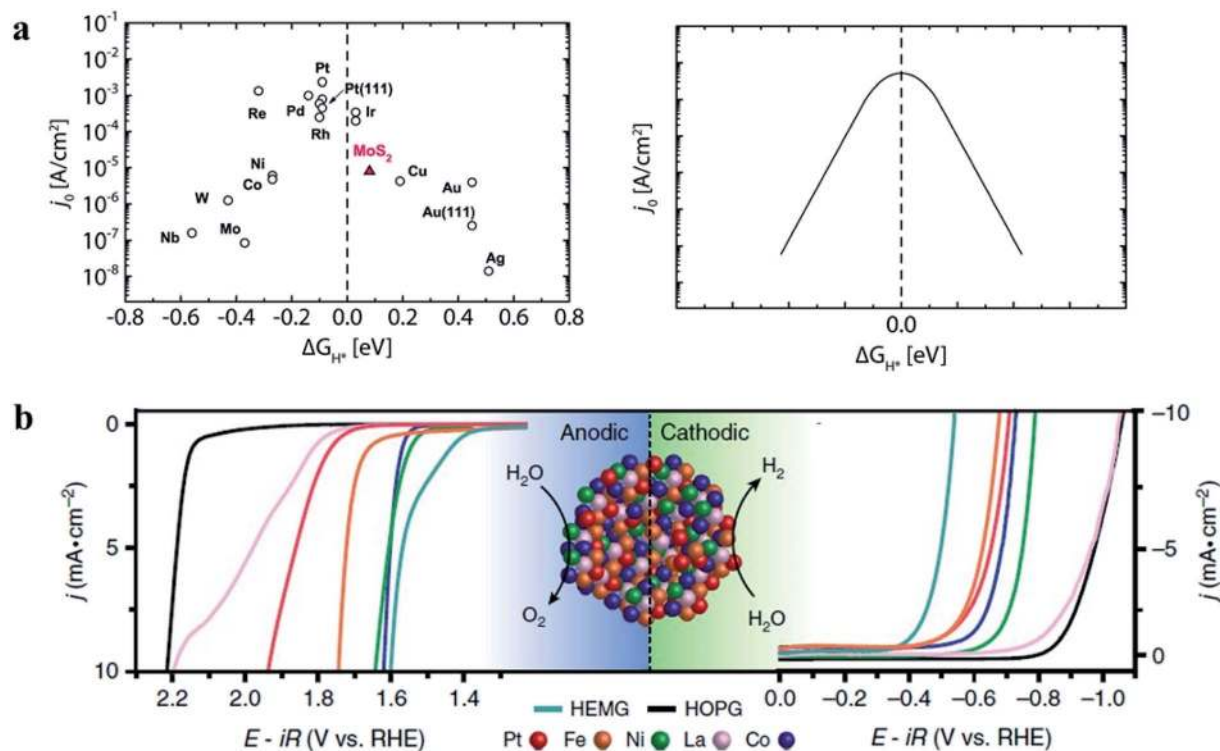 a
10⁻¹
10⁻²
10⁻³
10⁻⁴
10⁻⁵
10⁻⁶
10⁻⁷
10⁻⁸
j₀ [A/cm²]
Pt
Pt(111)
Re
Pd
Ir
Rh
MoS₂
Ni
Cu
Co
Au
W
Au(111)
Nb
Mo
Ag
-0.8 -0.6 -0.4 -0.2 0.0 0.2 0.4 0.6 0.8
ΔG_H* [eV]
j₀ [A/cm²]
0.0
ΔG_H* [eV]
b
0
5
10
j (mA•cm⁻²)
2.2 2.0 1.8 1.6 1.4
E - iR (V vs. RHE)
Anodic Cathodic
H₂O
O₂
H₂
H₂O
–10
–5
0
j (mA•cm⁻²)
0.0 –0.2 –0.4 –0.6 –0.8 –1.0
E - iR (V vs. RHE)
HEMG HOPG
Pt Fe Ni La Co